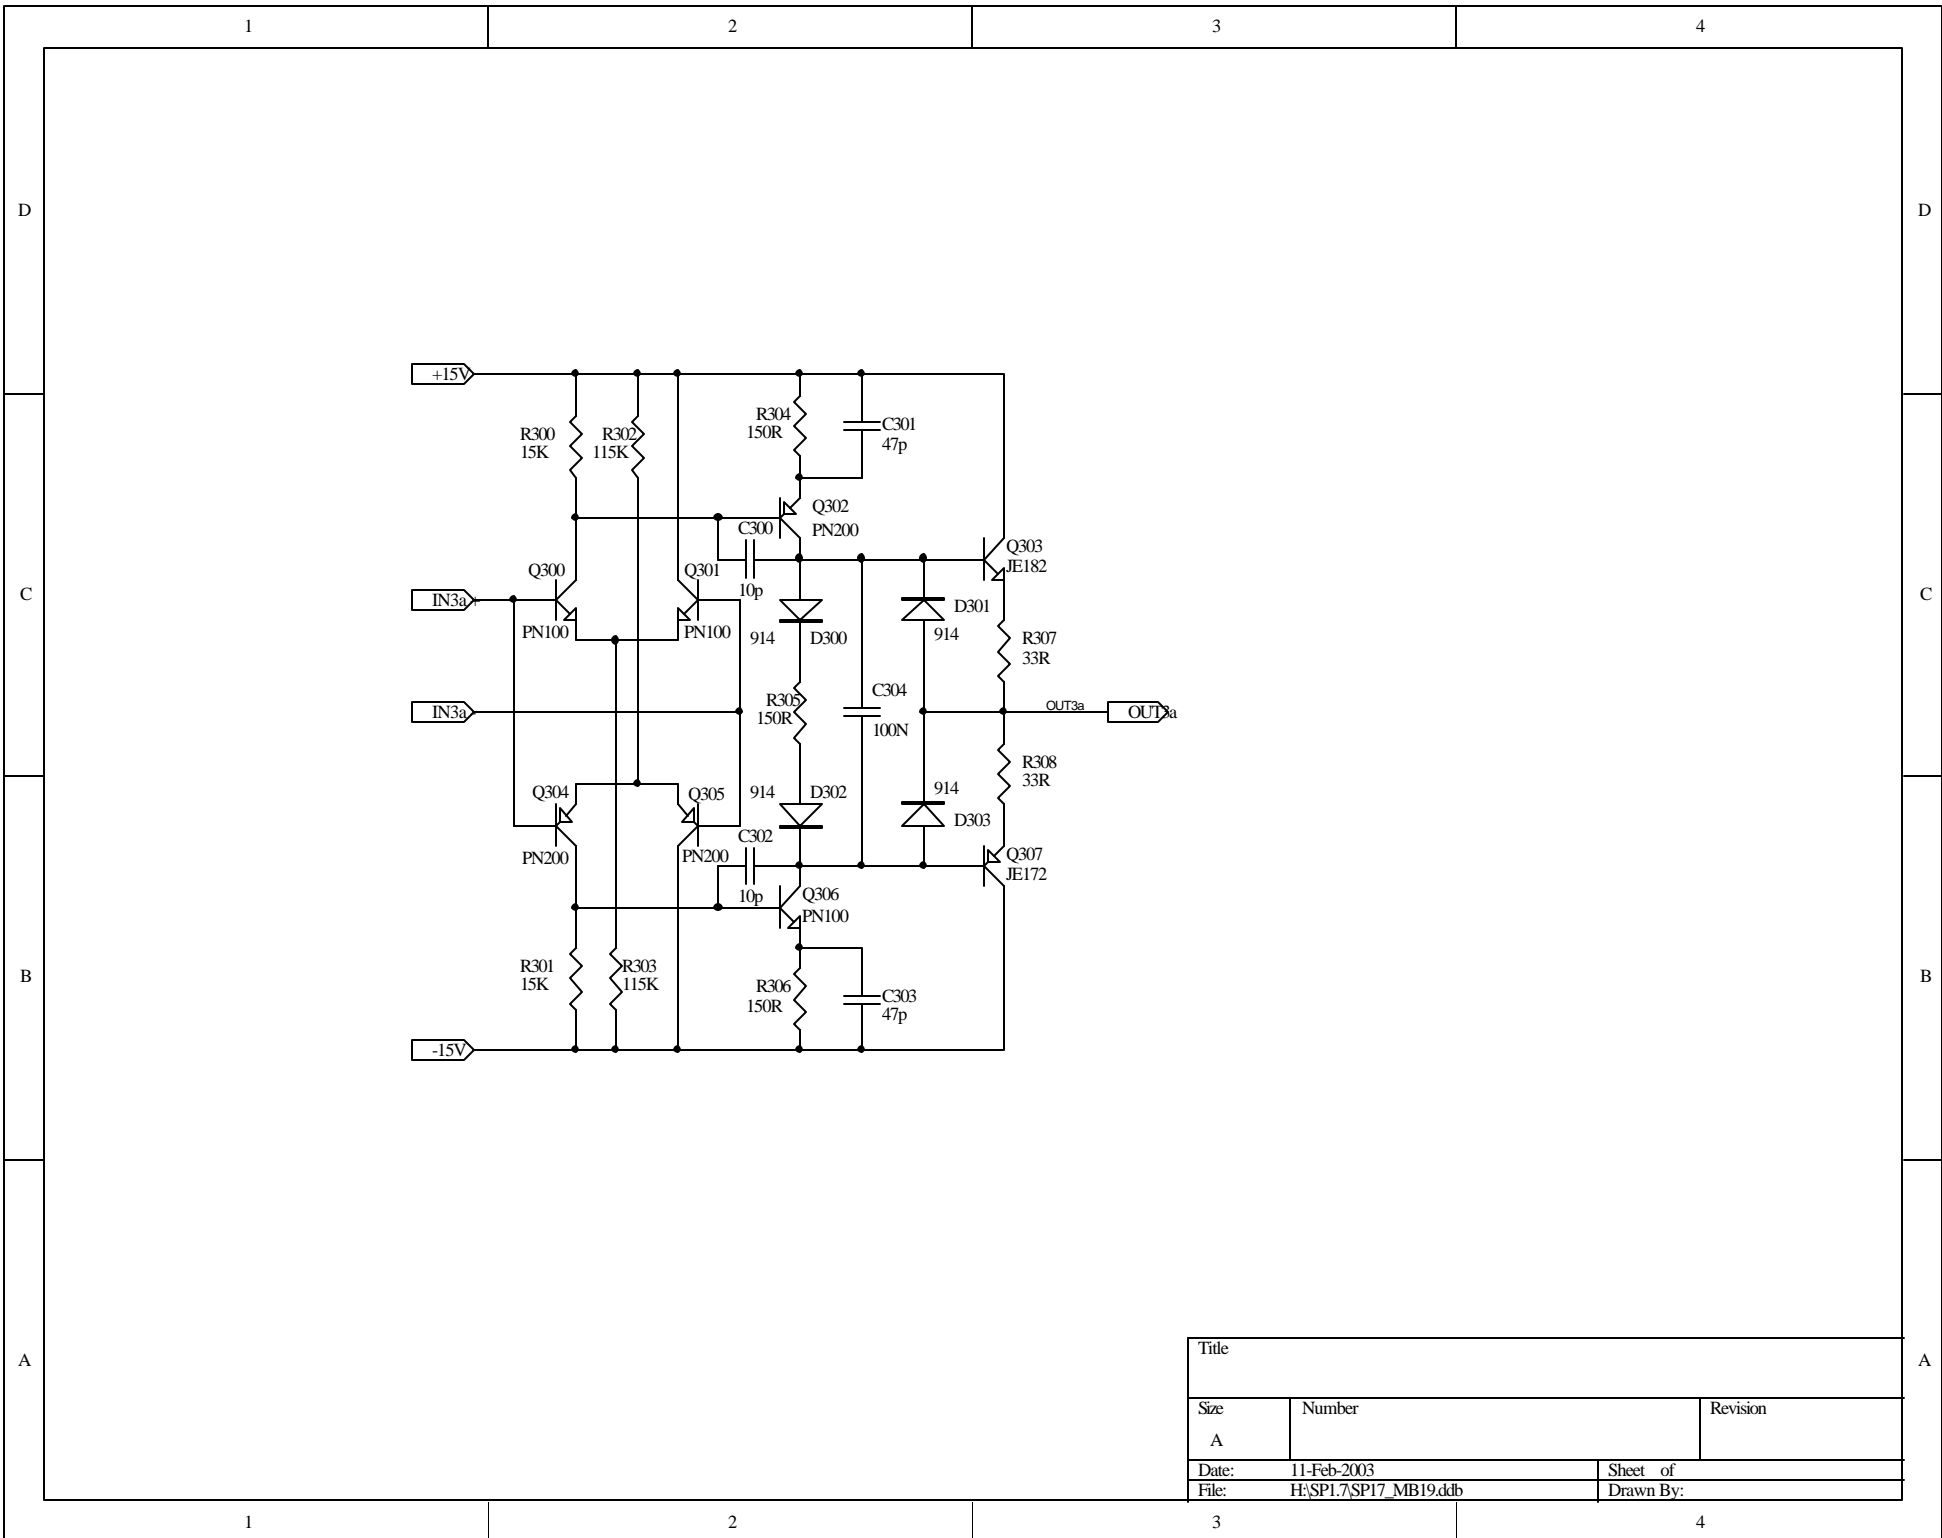 1 2 3 4
D D
+15V
R304
150R
C301
47p
R300
15K
R302
115K
Q302
PN200
C300
10p
Q303
JE182
Q300
PN100
Q301
PN100
C C
IN3a+
914 D300
D301
914
R307
33R
C304
100N
R305
150R
IN3a-
OUT3a
OUT3a
R308
33R
Q304
PN200
Q305
PN200
914 D302
914
D303
C302
10p
Q307
JE172
Q306
PN100
B B
R301
15K
R303
115K
R306
150R
C303
47p
-15V
A A
Title
Size Number Revision
A
Date: 11-Feb-2003 Sheet of
File: H:\SP1.7\SP17_MB19.ddb Drawn By:
1 2 3 4